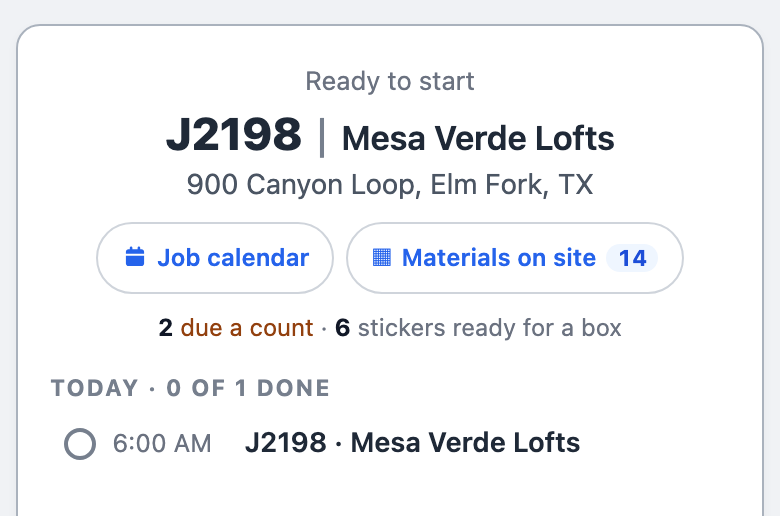 Ready to start
J2198 | Mesa Verde Lofts
900 Canyon Loop, Elm Fork, TX
Job calendar
Materials on site 14
2 due a count · 6 stickers ready for a box
TODAY · 0 OF 1 DONE
6:00 AM J2198 · Mesa Verde Lofts